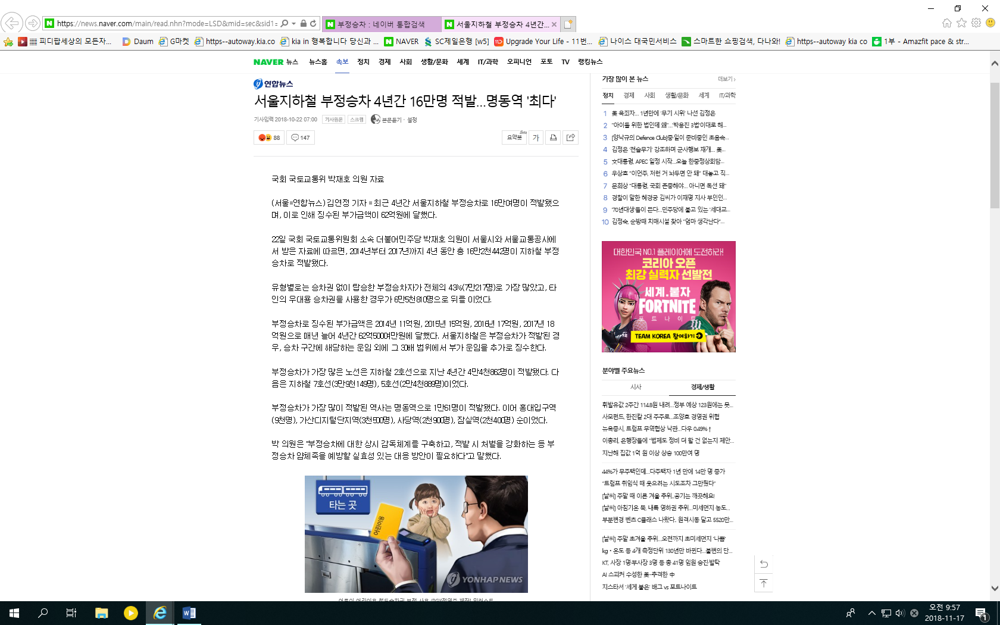 https://news.naver.com/main/read.nhn?mode=LSD&mid=sec&sid1=
부정승차 : 네이버 통합검색
서울지하철 부정승차 4년간...
피디팝세상의 모든자...
Daum
G마켓
https--autoway.kia.co
kia in 행복합니다 당신과 ...
NAVER
SC제일은행 [w5]
Upgrade Your Life - 11번...
나이스 대국민서비스
스마트한 쇼핑검색, 다나와!
https--autoway kia co
1부 - Amazfit pace & str...
NAVER 뉴스 뉴스홈 속보 정치 경제 사회 생활/문화 세계 IT/과학 오피니언 포토 TV 랭킹뉴스
연합뉴스
서울지하철 부정승차 4년간 16만명 적발...명동역 '최다'
기사입력 2018-10-22 07:00 기사원문 스크랩 본문듣기 · 설정
88 147 요약봇 Beta 가
국회 국토교통위 박재호 의원 자료
(서울=연합뉴스) 김연정 기자 = 최근 4년간 서울지하철 부정승차로 16만여명이 적발됐으
며, 이로 인해 징수된 부가금액이 62억원에 달했다.
22일 국회 국토교통위원회 소속 더불어민주당 박재호 의원이 서울시와 서울교통공사에
서 받은 자료에 따르면, 2014년부터 2017년까지 4년 동안 총 16만2천442명이 지하철 부정
승차로 적발됐다.
유형별로는 승차권 없이 탑승한 부정승차자가 전체의 43%(7만217명)로 가장 많았고, 타
인의 우대용 승차권을 사용한 경우가 6만5천810명으로 뒤를 이었다.
부정승차로 징수된 부가금액은 2014년 11억원, 2015년 15억원, 2016년 17억원, 2017년 18
억원으로 매년 늘어 4년간 62억5000여만원에 달했다. 서울지하철은 부정승차가 적발된 경
우, 승차 구간에 해당하는 운임 외에 그 30배 범위에서 부가 운임을 추가로 징수한다.
부정승차가 가장 많은 노선은 지하철 2호선으로 지난 4년간 4만4천862명이 적발됐다. 다
음은 지하철 7호선(3만9천149명), 5호선(2만4천889명)이었다.
부정승차가 가장 많이 적발된 역사는 명동역으로 1만61명이 적발됐다. 이어 홍대입구역
(9천명), 가산디지털단지역(3천500명), 사당역(2천900명), 잠실역(2천400명) 순이었다.
박 의원은 "부정승차에 대한 상시 감독체계를 구축하고, 적발 시 처벌을 강화하는 등 부
정승차 얌체족을 예방할 실효성 있는 대응 방안이 필요하다"고 말했다.
타는 곳
어린이용
YONHAP NEWS
가장 많이 본 뉴스 더보기
정치 경제 사회 생활/문화 세계 IT/과학
1 美 옥죄자... 1년만에 '무기 시위' 나선 김정은
2 "아이들 위한 법인데 왜"...'박용진 3법'이대로 해...
3 [양낙규의 Defence Club]중·일이 준비중인 초음속...
4 김정은 '전술무기' 강조하며 군사행보 재개... 美...
5 文대통령, APEC 일정 시작...오늘 한중정상회담...
6 우상호 "이언주, 저런 거 놔두면 안 돼" 대놓고 직...
7 문희상 "대통령, 국회 존중해야... 아니면 독선 돼"
8 경찰이 말한 혜경궁 김씨가 이재명 지사 부인인...
9 '70년대생'들이 뜬다...민주당에 불고 있는 '세대교...
10 김정숙, 순방때 치매시설 찾아 "엄마 생각난다"...
대한민국 NO.1 플레이어에 도전하라!
코리아 오픈
최강 실력자 선발전
세계.붙자
FORTNITE
포트나이트
TEAM KOREA 참여하기
분야별 주요뉴스
시사 경제/생활
휘발유값 2주간 114.8원 내려...정부 예상 123원에는 못...
사모펀드, 한진칼 2대 주주로...조양호 경영권 위협
뉴욕증시, 트럼프 무역협상 낙관...다우 0.49%↑
이총리, 은행장들에 "법제도 정비 더 할 건 없는지 제안...
지난해 집값 1억 원 이상 상승 100만여 명
44%가 무주택인데...다주택자 1년 만에 14만 명 증가
"트럼프 취임식 때 웃으려는 시도조차 그만뒀다"
[날씨] 주말 때 이른 겨울 추위...공기는 깨끗해요!
[날씨] 아침기온 뚝, 내륙 영하권 추위...미세먼지 농도...
부분변경 벤츠 C클래스 나왔다.. 원격시동 달고 5520만...
[날씨] 주말 초겨울 추위...오전까지 초미세먼지 '나쁨'
kg·온도 등 4개 측정단위 130년만 바뀐다...불변의 단...
KT, 사장 1명·부사장 3명 등 총 41명 임원 승진·발탁
AI 스피커 수성한 美·추격한 中
지스타서 '세게 붙은' 배그 vs 포트나이트
오전 9:57
2018-11-17
1